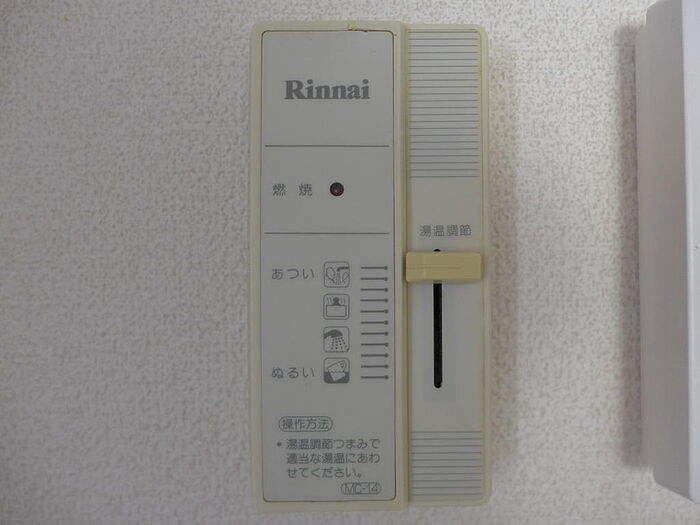 Rinnai
燃 焼
湯温調節
あつい
ぬるい
操作方法
• 湯温調節つまみで
適当な湯温にあわ
せてください。
MC-14